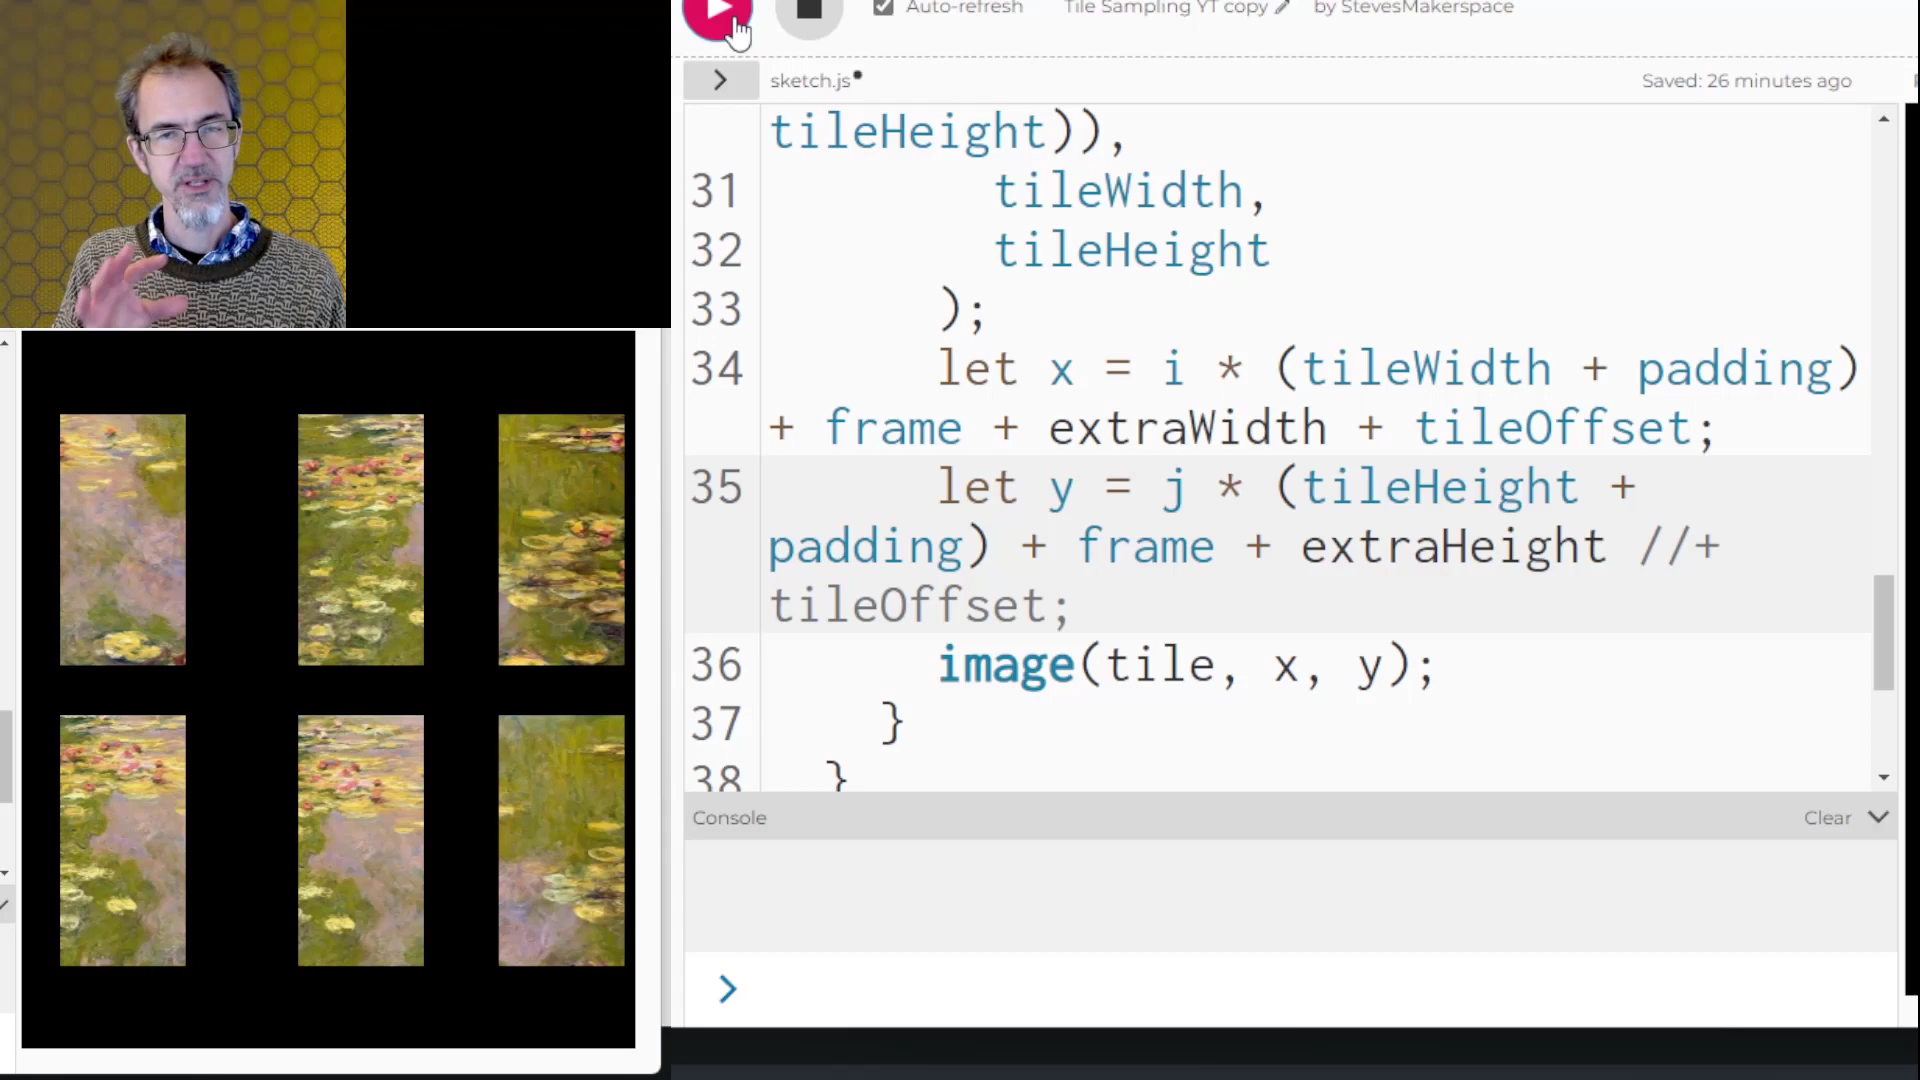 Auto-refresh Tile Sampling YT copy by StevesMakerspace
sketch.js Saved: 26 minutes ago
tileHeight)),
31 tileWidth,
32 tileHeight
33 );
34 let x = i * (tileWidth + padding)
+ frame + extraWidth + tileOffset;
35 let y = j * (tileHeight +
padding) + frame + extraHeight //+
tileOffset;
36 image(tile, x, y);
37 }
38 }
Console Clear
>